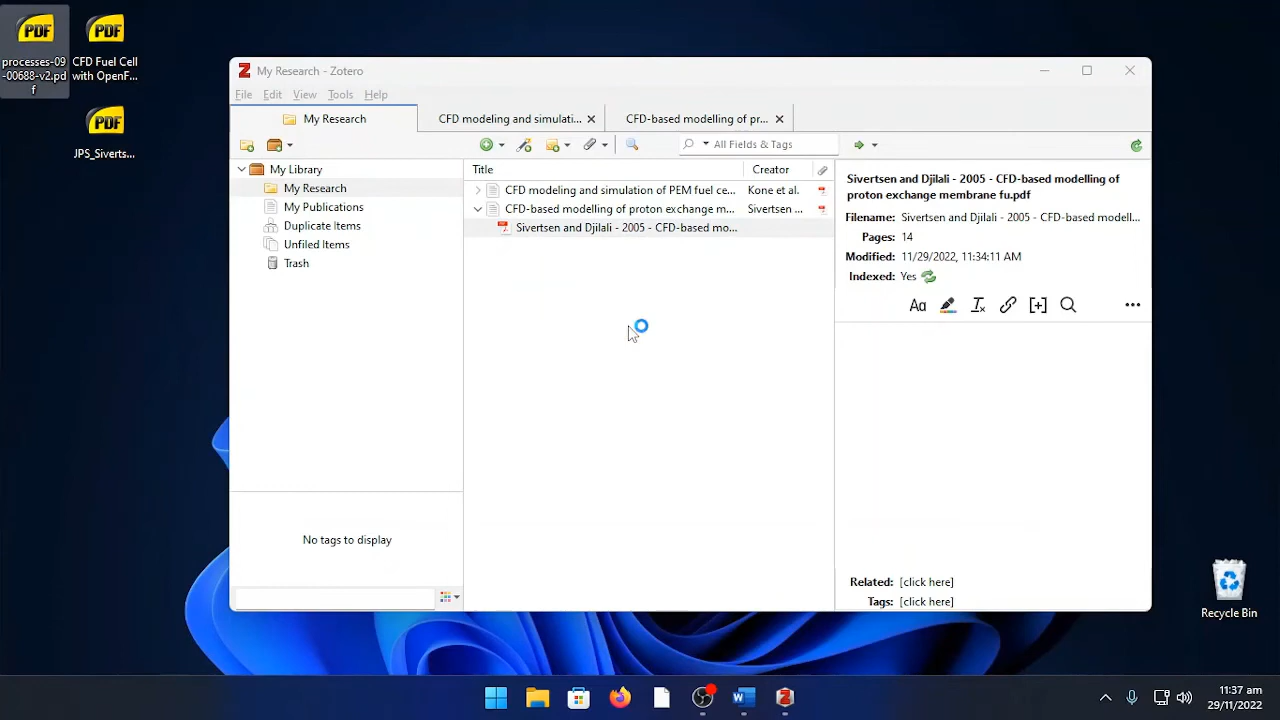 PDF
processes-09
-00688-v2.pd
f
PDF
CFD Fuel Cell
with OpenF...
PDF
JPS_Siverts...
Z My Research - Zotero
File Edit View Tools Help
My Research
CFD modeling and simulati...
CFD-based modelling of pr...
All Fields & Tags
My Library
My Research
My Publications
Duplicate Items
Unfiled Items
Trash
No tags to display
Title Creator
CFD modeling and simulation of PEM fuel ce... Kone et al.
CFD-based modelling of proton exchange m... Sivertsen ...
Sivertsen and Djilali - 2005 - CFD-based mo...
Sivertsen and Djilali - 2005 - CFD-based modelling of
proton exchange membrane fu.pdf
Filename: Sivertsen and Djilali - 2005 - CFD-based modell...
Pages: 14
Modified: 11/29/2022, 11:34:11 AM
Indexed: Yes
Aa
Related: [click here]
Tags: [click here]
Recycle Bin
W
Z
11:37 am
29/11/2022